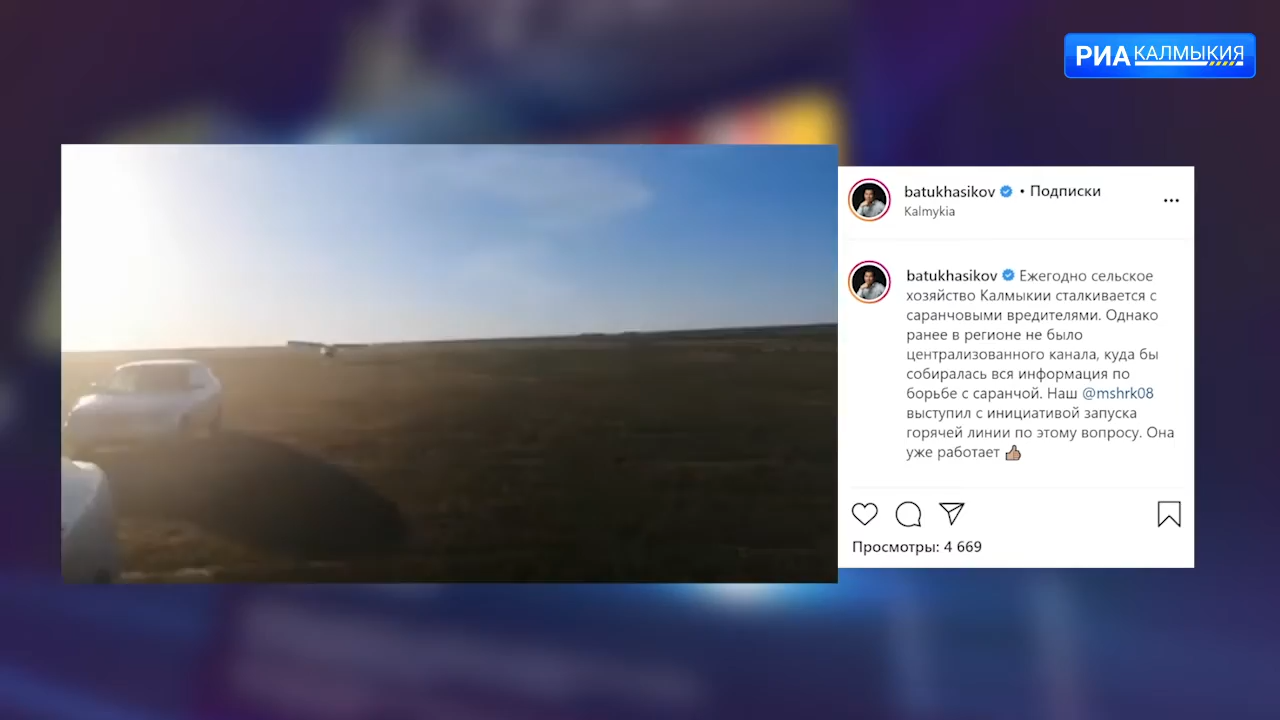 РИА КАЛМЫКИЯ
batukhasikov • Подписки
Kalmykia
batukhasikov Ежегодно сельское
хозяйство Калмыкии сталкивается с
саранчовыми вредителями. Однако
ранее в регионе не было
централизованного канала, куда бы
собиралась вся информация по
борьбе с саранчой. Наш @mshrk08
выступил с инициативой запуска
горячей линии по этому вопросу. Она
уже работает 👍🏽
Просмотры: 4 669